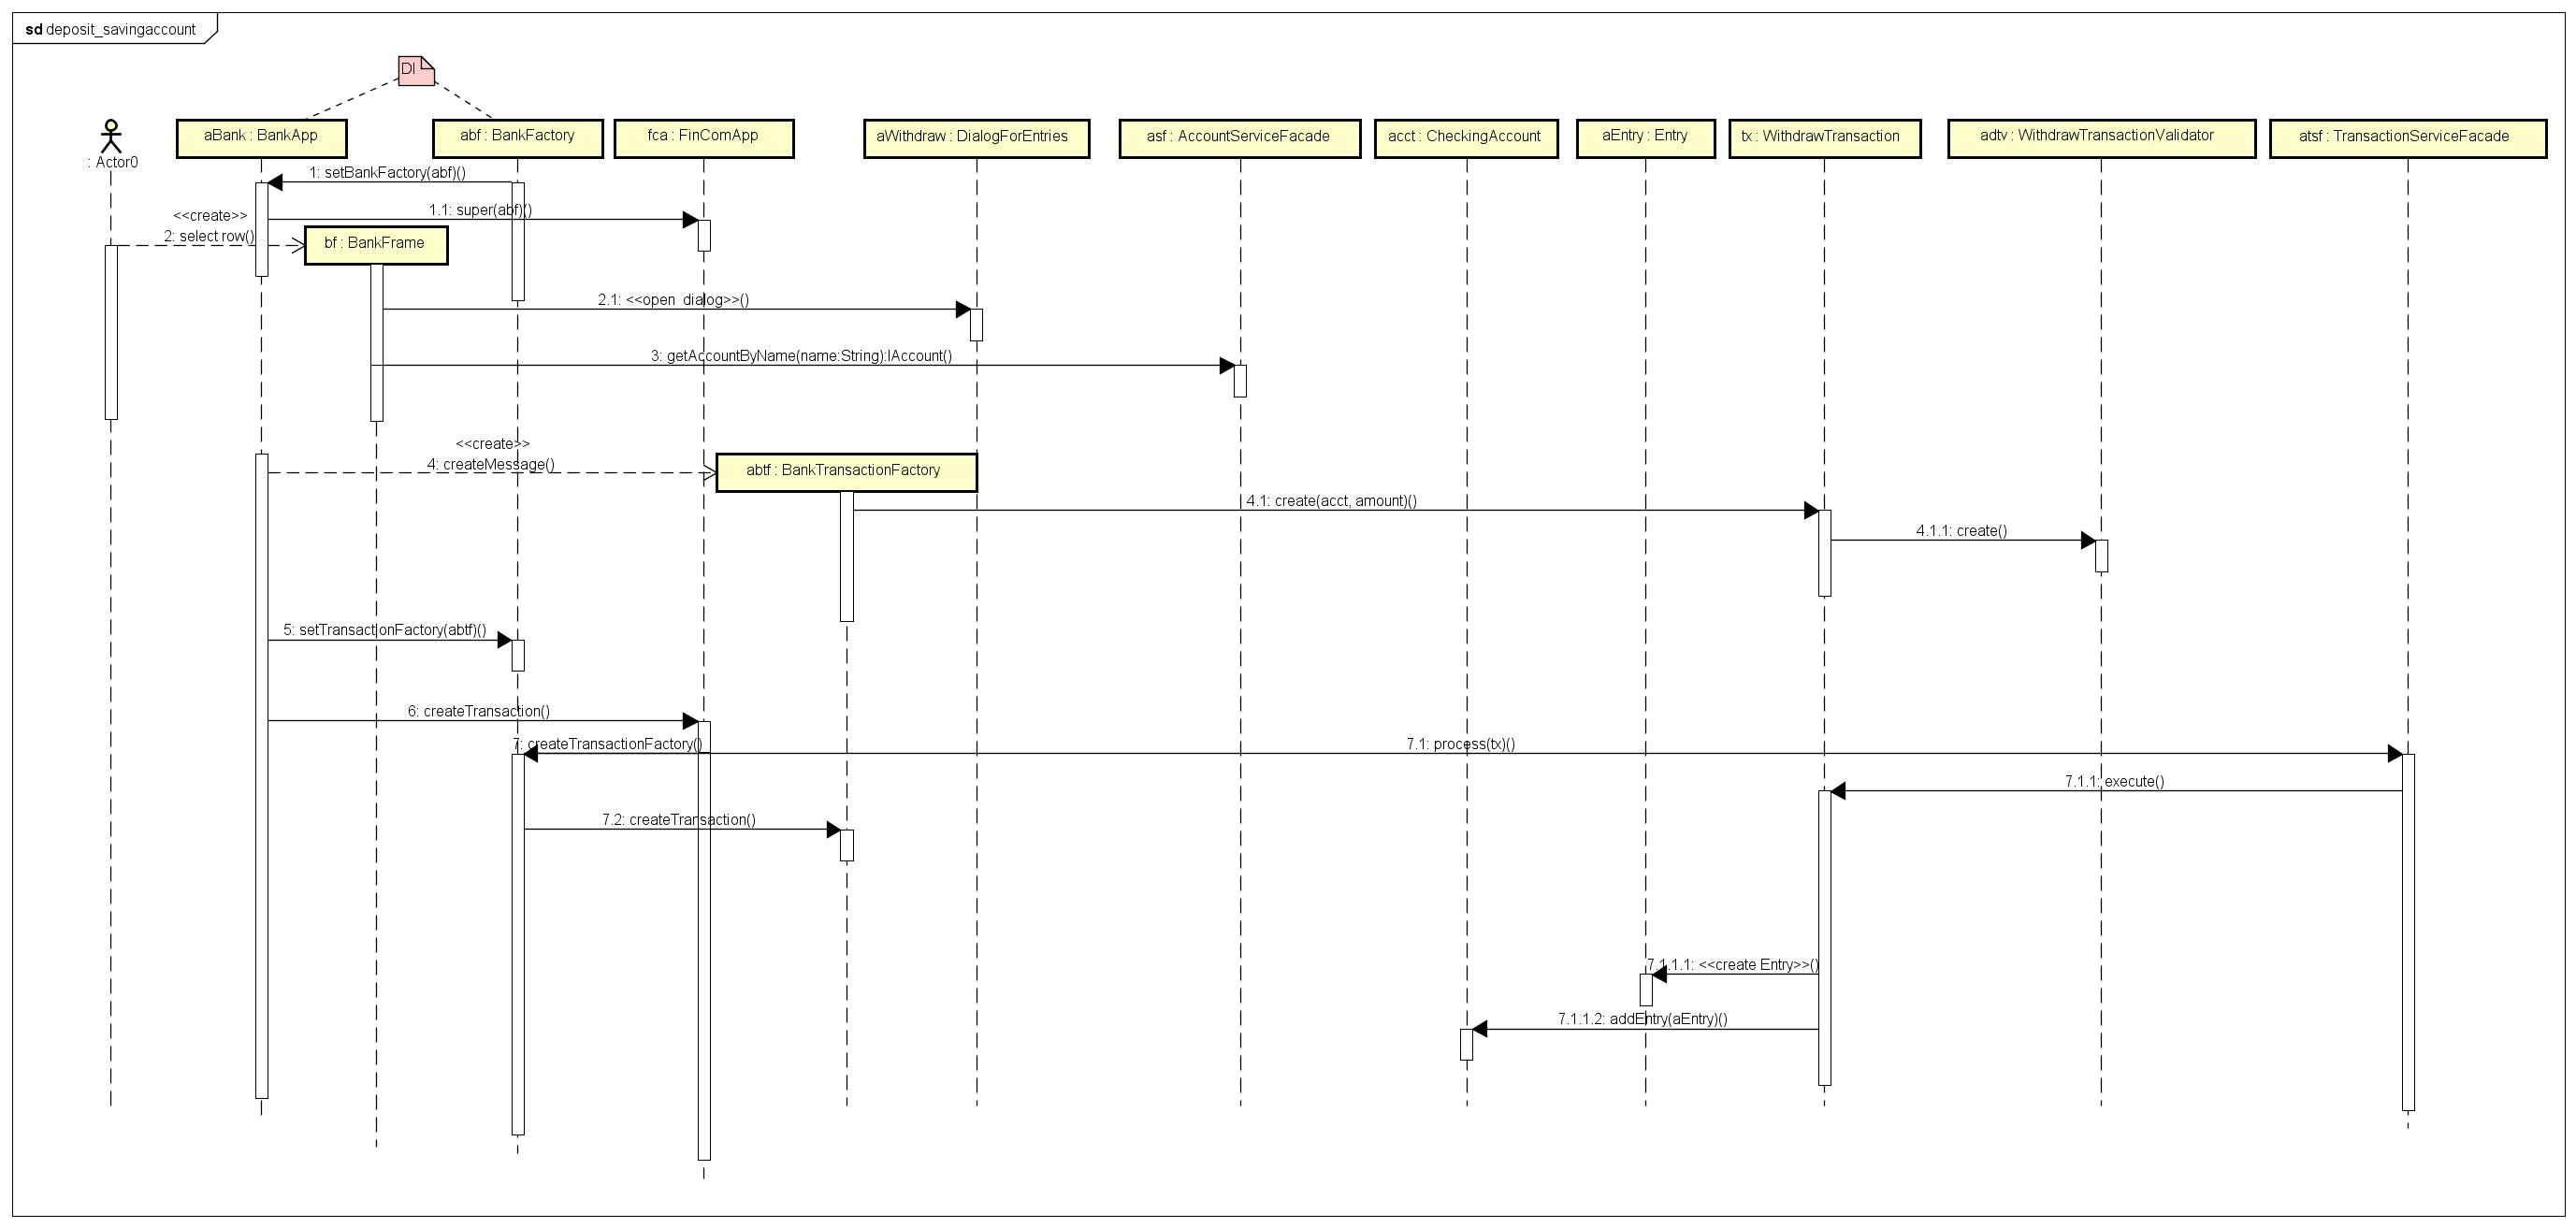 sd deposit_savingaccount
DI
: Actor0
aBank : BankApp
abf : BankFactory
fca : FinComApp
aWithdraw : DialogForEntries
asf : AccountServiceFacade
acct : CheckingAccount
aEntry : Entry
tx : WithdrawTransaction
adtv : WithdrawTransactionValidator
atsf : TransactionServiceFacade
1: setBankFactory(abf)()
1.1: super(abf)()
<<create>>
2: select row()
bf : BankFrame
2.1: <<open dialog>>()
3: getAccountByName(name:String):IAccount()
<<create>>
4: createMessage()
abtf : BankTransactionFactory
4.1: create(acct, amount)()
4.1.1: create()
5: setTransactionFactory(abtf)()
6: createTransaction()
7: createTransactionFactory()
7.1: process(tx)()
7.1.1: execute()
7.2: createTransaction()
7.1.1.1: <<create Entry>>()
7.1.1.2: addEntry(aEntry)()